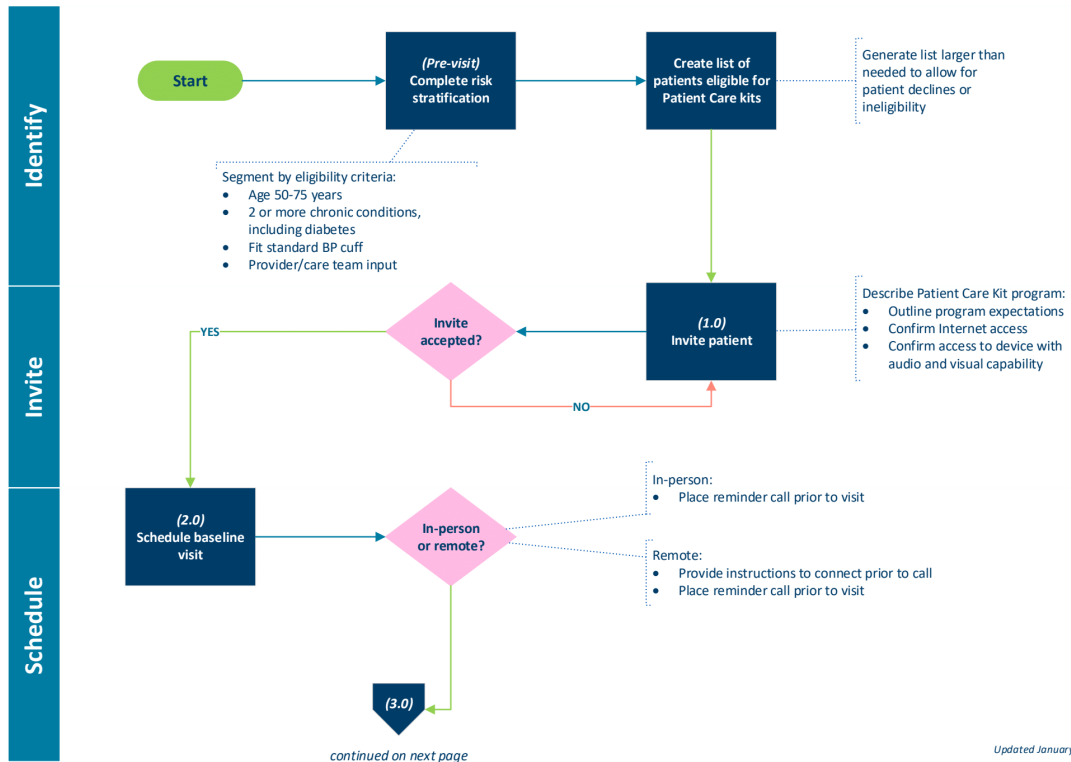 Identify
Start
(Pre-visit)
Complete risk
stratification
Create list of
patients eligible for
Patient Care kits
Generate list larger than
needed to allow for
patient declines or
ineligibility
Segment by eligibility criteria:
• Age 50-75 years
• 2 or more chronic conditions,
including diabetes
• Fit standard BP cuff
• Provider/care team input
Invite
YES
Invite
accepted?
(1.0)
Invite patient
Describe Patient Care Kit program:
• Outline program expectations
• Confirm Internet access
• Confirm access to device with
audio and visual capability
NO
Schedule
(2.0)
Schedule baseline
visit
In-person
or remote?
In-person:
• Place reminder call prior to visit
Remote:
• Provide instructions to connect prior to call
• Place reminder call prior to visit
(3.0)
continued on next page
Updated January